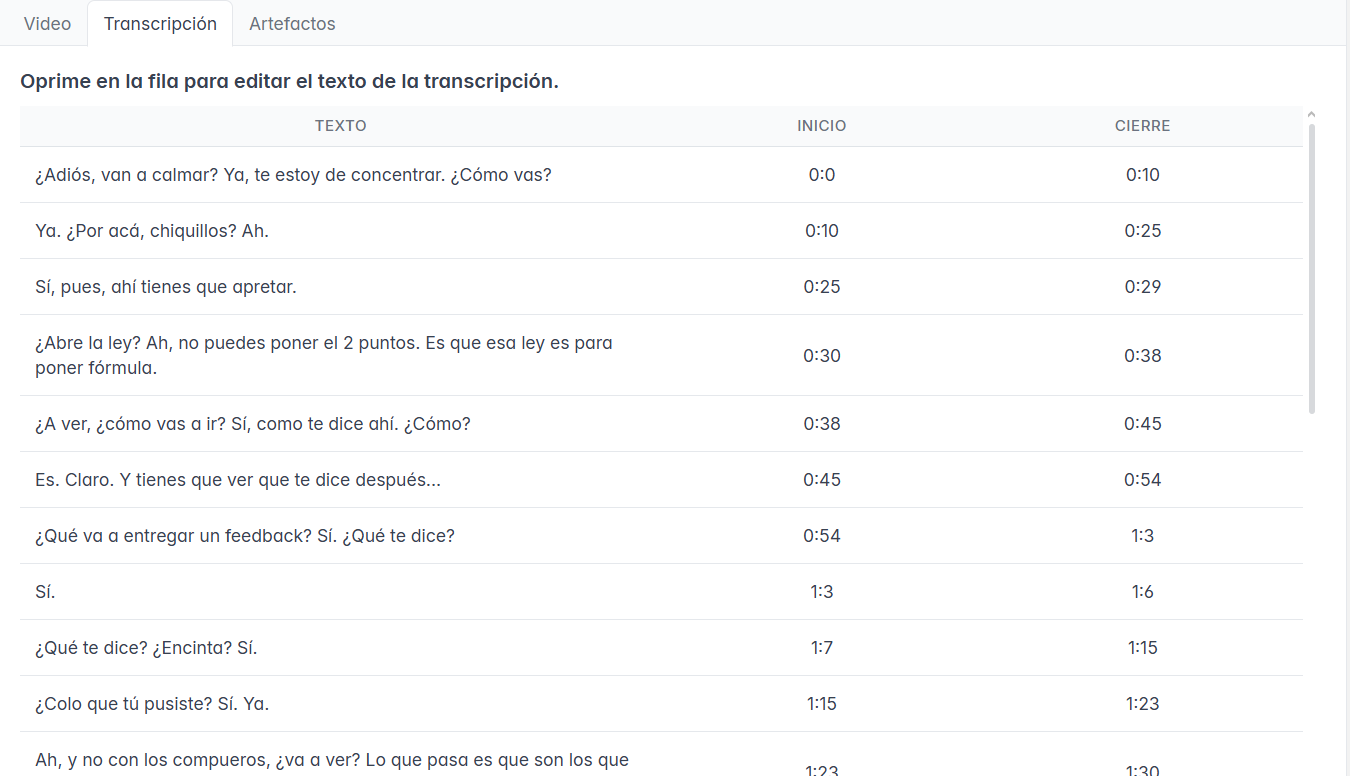 Video Transcripción Artefactos
Oprime en la fila para editar el texto de la transcripción.
TEXTO INICIO CIERRE
¿Adiós, van a calmar? Ya, te estoy de concentrar. ¿Cómo vas? 0:0 0:10
Ya. ¿Por acá, chiquillos? Ah. 0:10 0:25
Sí, pues, ahí tienes que apretar. 0:25 0:29
¿Abre la ley? Ah, no puedes poner el 2 puntos. Es que esa ley es para
poner fórmula. 0:30 0:38
¿A ver, ¿cómo vas a ir? Sí, como te dice ahí. ¿Cómo? 0:38 0:45
Es. Claro. Y tienes que ver que te dice después... 0:45 0:54
¿Qué va a entregar un feedback? Sí. ¿Qué te dice? 0:54 1:3
Sí. 1:3 1:6
¿Qué te dice? ¿Encinta? Sí. 1:7 1:15
¿Colo que tú pusiste? Sí. Ya. 1:15 1:23
Ah, y no con los compueros, ¿va a ver? Lo que pasa es que son los que
1:23 1:30